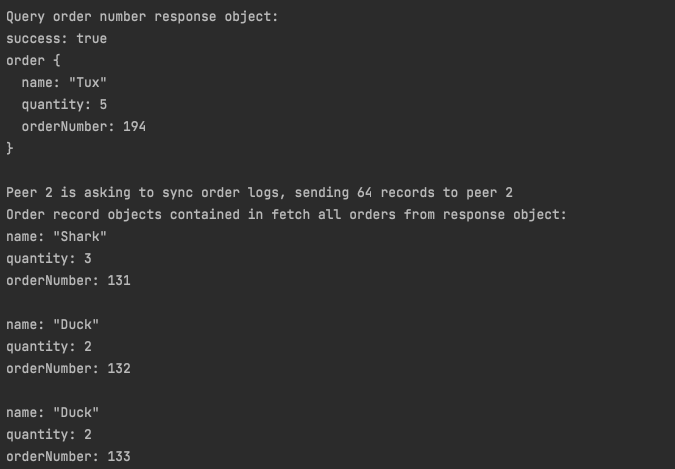 Query order number response object:
success: true
order {
  name: "Tux"
  quantity: 5
  orderNumber: 194
}

Peer 2 is asking to sync order logs, sending 64 records to peer 2
Order record objects contained in fetch all orders from response object:
name: "Shark"
quantity: 3
orderNumber: 131

name: "Duck"
quantity: 2
orderNumber: 132

name: "Duck"
quantity: 2
orderNumber: 133